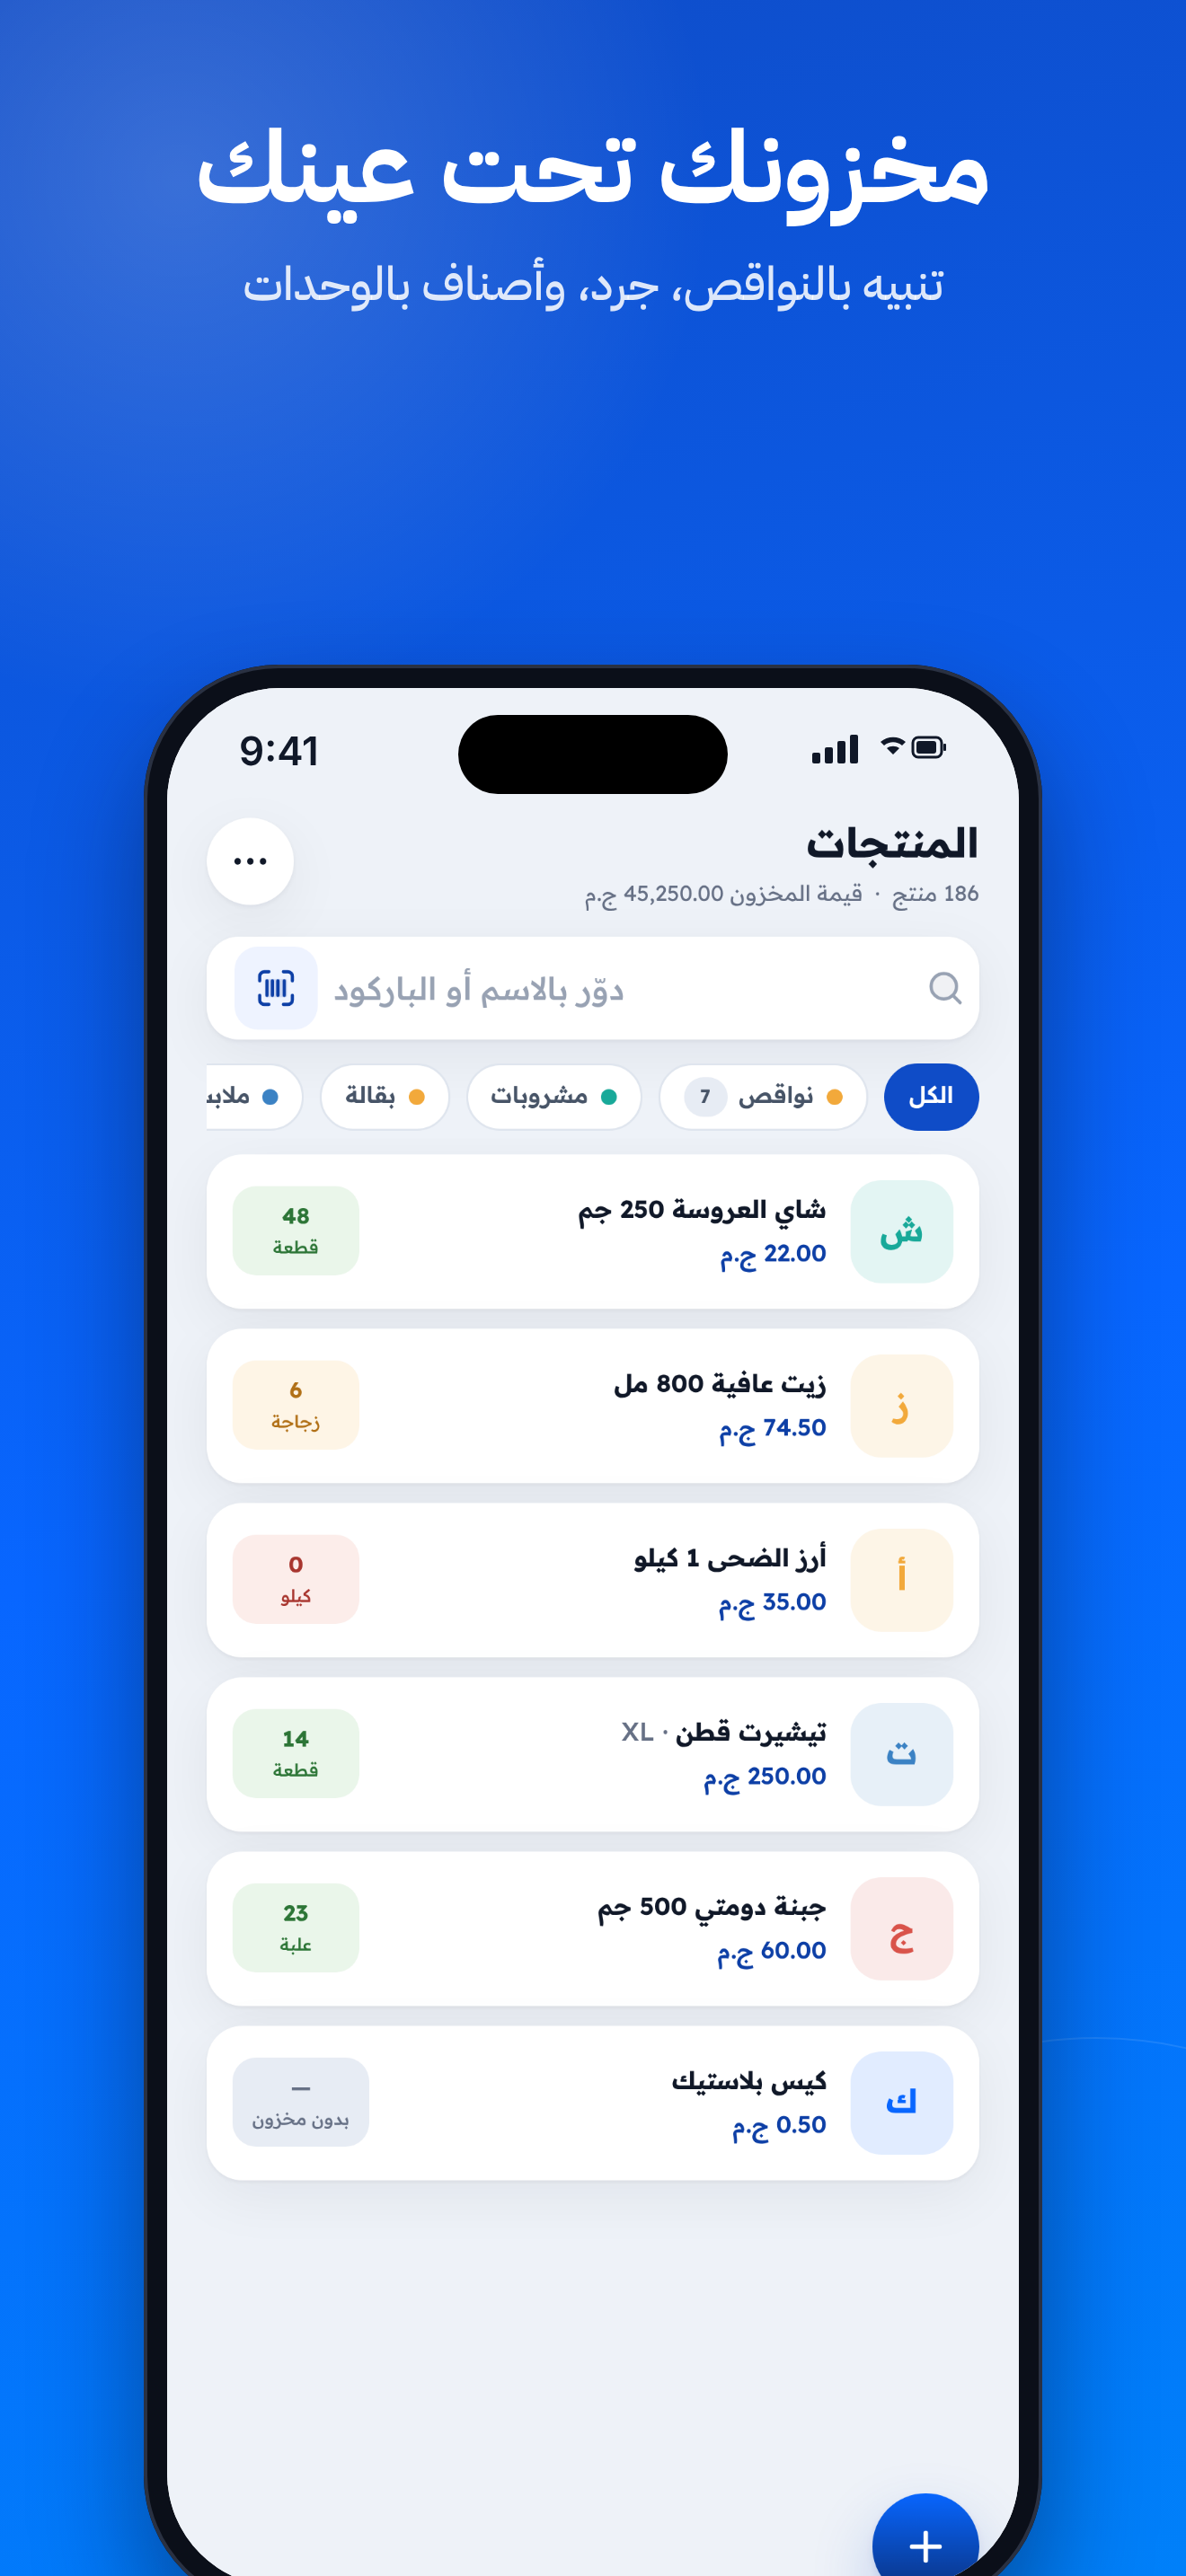 مخزونك تحت عينك
تنبيه بالنواقص، جرد، وأصناف بالوحدات
9:41
المنتجات
186 منتج · قيمة المخزون 45,250.00 ج.م
دوّر بالاسم أو الباركود
الكل
نواقص 7
مشروبات
بقالة
ش
شاي العروسة 250 جم
22.00 ج.م
48
قطعة
ز
زيت عافية 800 مل
74.50 ج.م
6
زجاجة
أ
أرز الضحى 1 كيلو
35.00 ج.م
0
كيلو
ت
تيشيرت قطن · XL
250.00 ج.م
14
قطعة
ج
جبنة دومتي 500 جم
60.00 ج.م
23
علبة
ك
كيس بلاستيك
0.50 ج.م
—
بدون مخزون